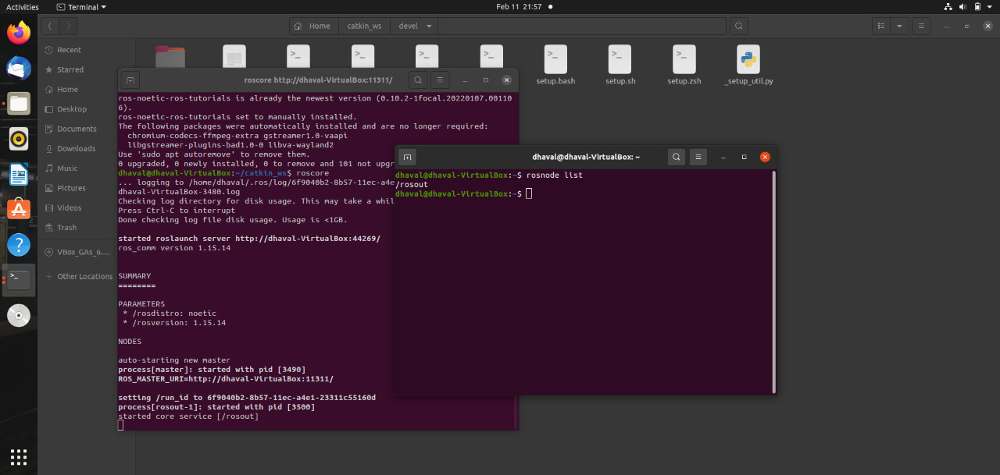 Activities
Terminal
Feb 11 21:57
Home
catkin_ws
devel
Recent
Starred
Home
Desktop
Documents
Downloads
Music
Pictures
Videos
Trash
VBox_GAs_6....
Other Locations
setup.bash
setup.sh
setup.zsh
_setup_util.py
roscore http://dhaval-VirtualBox:11311/
ros-noetic-ros-tutorials is already the newest version (0.10.2-1focal.20220107.00110
6).
ros-noetic-ros-tutorials set to manually installed.
The following packages were automatically installed and are no longer required:
chromium-codecs-ffmpeg-extra gstreamer1.0-vaapi
libgstreamer-plugins-bad1.0-0 libva-wayland2
Use 'sudo apt autoremove' to remove them.
0 upgraded, 0 newly installed, 0 to remove and 101 not upgr
dhaval@dhaval-VirtualBox:~/catkin_ws$ roscore
... logging to /home/dhaval/.ros/log/6f9040b2-8b57-11ec-a4e
dhaval-VirtualBox-3480.log
Checking log directory for disk usage. This may take a whil
Press Ctrl-C to interrupt
Done checking log file disk usage. Usage is <1GB.
started roslaunch server http://dhaval-VirtualBox:44269/
ros_comm version 1.15.14
SUMMARY
========
PARAMETERS
* /rosdistro: noetic
* /rosversion: 1.15.14
NODES
auto-starting new master
process[master]: started with pid [3490]
ROS_MASTER_URI=http://dhaval-VirtualBox:11311/
setting /run_id to 6f9040b2-8b57-11ec-a4e1-23311c55160d
process[rosout-1]: started with pid [3500]
started core service [/rosout]
dhaval@dhaval-VirtualBox: ~
dhaval@dhaval-VirtualBox:~$ rosnode list
/rosout
dhaval@dhaval-VirtualBox:~$